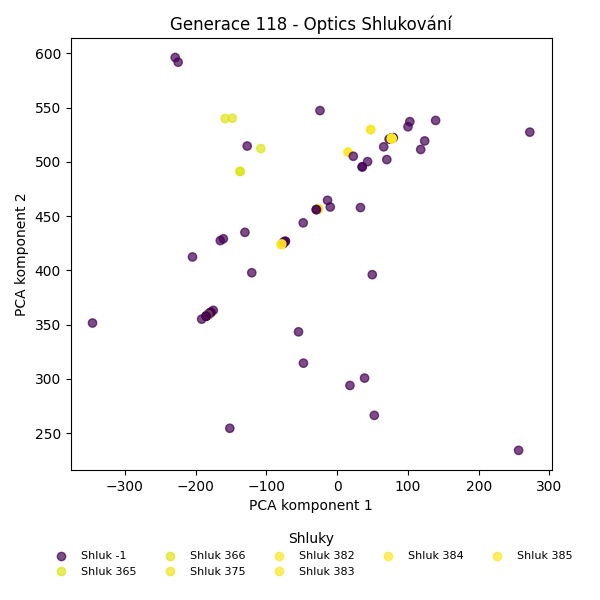 Generace 118 - Optics Shlukování
600
550
500
450
400
350
300
250
PCA komponent 2
−300 −200 −100 0 100 200 300
PCA komponent 1
Shluky
Shluk -1 Shluk 366 Shluk 382 Shluk 384 Shluk 385
Shluk 365 Shluk 375 Shluk 383